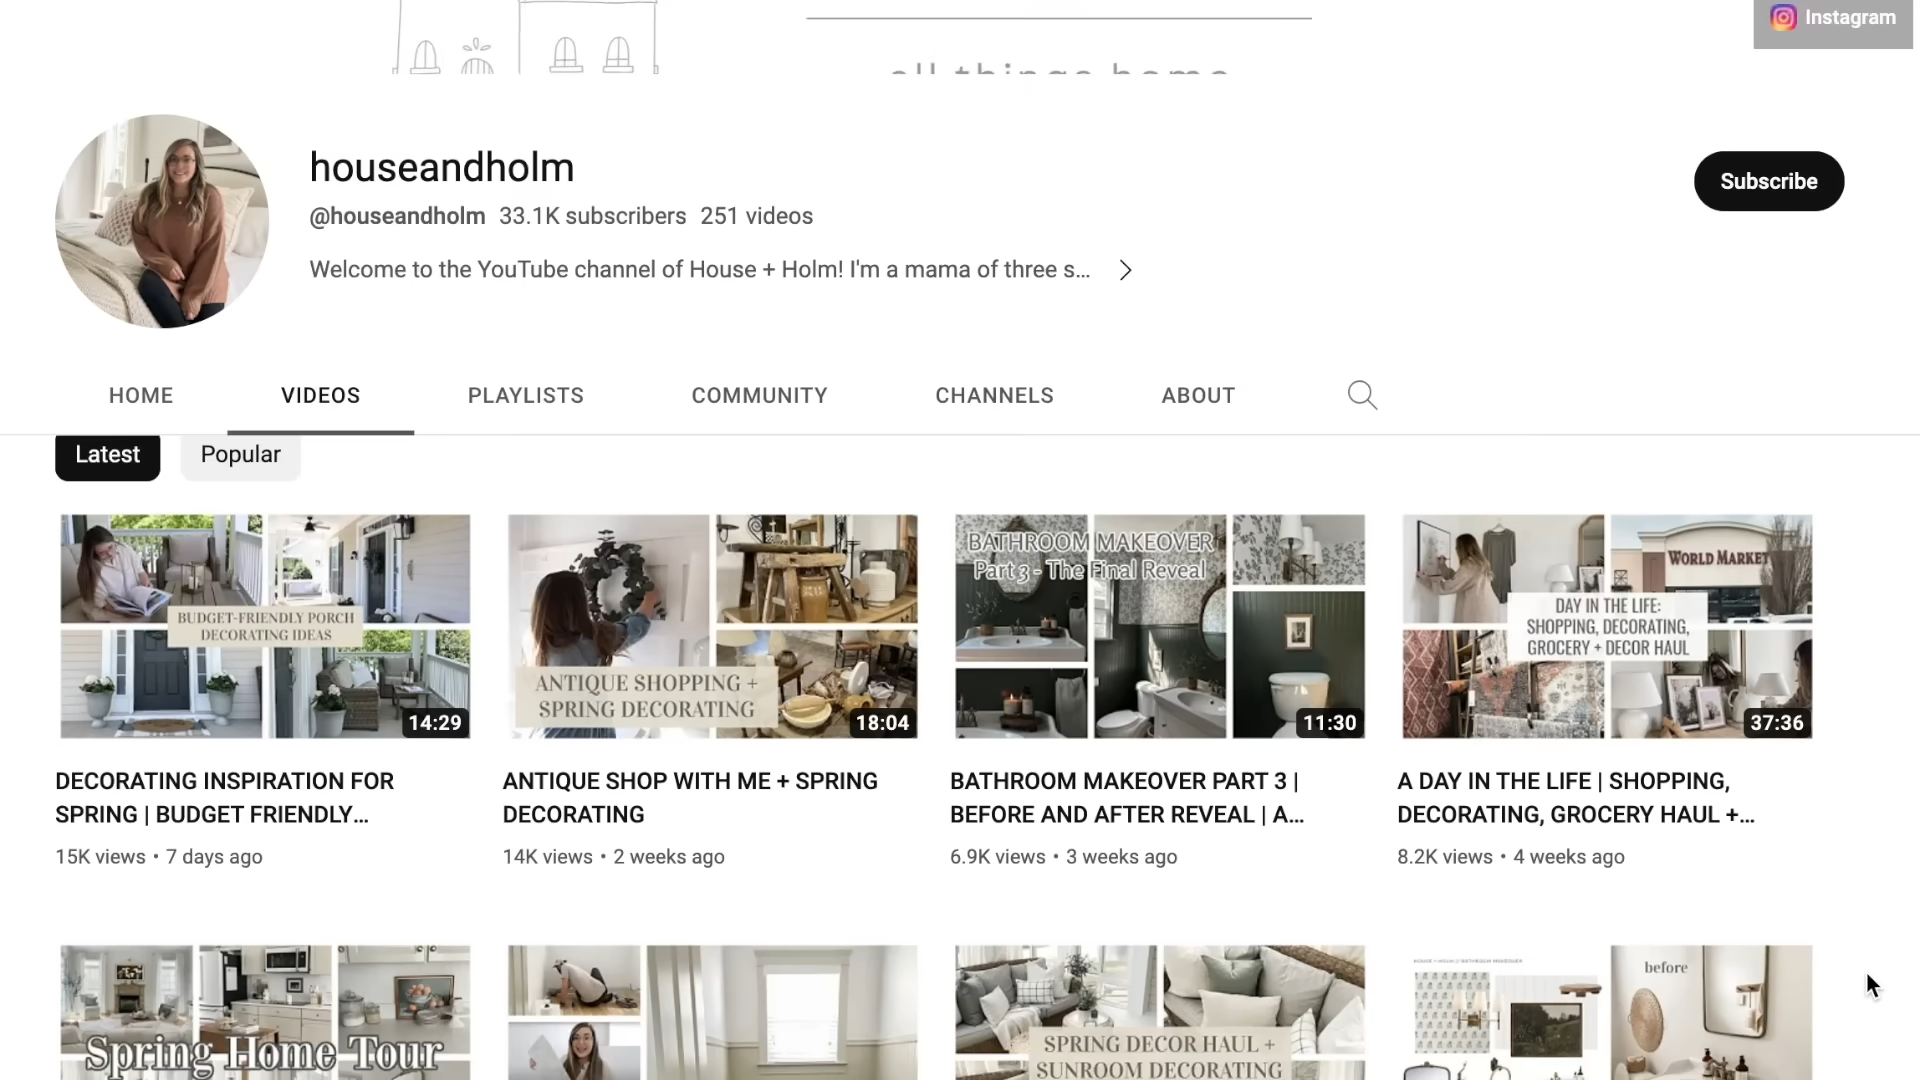 Instagram
all things home
houseandholm
Subscribe
@houseandholm 33.1K subscribers 251 videos
Welcome to the YouTube channel of House + Holm! I'm a mama of three s...
HOME VIDEOS PLAYLISTS COMMUNITY CHANNELS ABOUT
Latest Popular
BUDGET-FRIENDLY PORCH
DECORATING IDEAS
14:29
ANTIQUE SHOPPING +
SPRING DECORATING
18:04
BATHROOM MAKEOVER
Part 3 - The Final Reveal
11:30
WORLD MARKET
DAY IN THE LIFE:
SHOPPING, DECORATING,
GROCERY + DECOR HAUL
37:36
DECORATING INSPIRATION FOR
SPRING | BUDGET FRIENDLY...
15K views • 7 days ago
ANTIQUE SHOP WITH ME + SPRING
DECORATING
14K views • 2 weeks ago
BATHROOM MAKEOVER PART 3 |
BEFORE AND AFTER REVEAL | A...
6.9K views • 3 weeks ago
A DAY IN THE LIFE | SHOPPING,
DECORATING, GROCERY HAUL +...
8.2K views • 4 weeks ago
Spring Home Tour
SPRING DECOR HAUL +
SUNROOM DECORATING
before